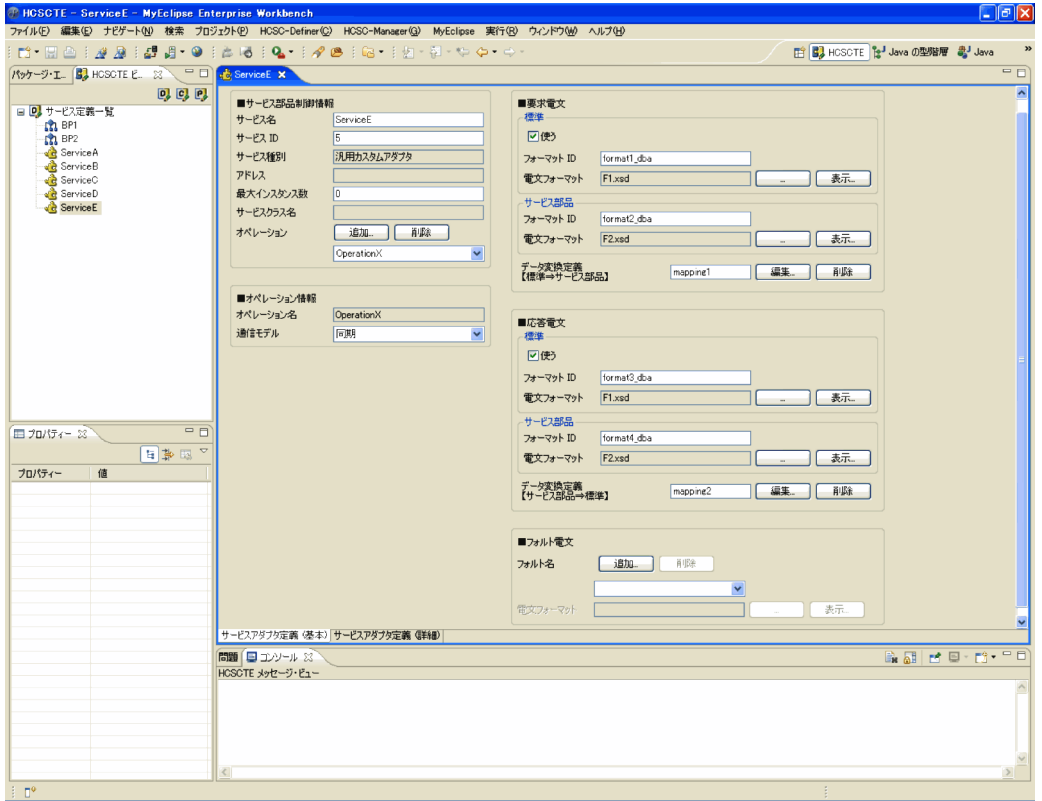 HCSCTE - ServiceE - MyEclipse Enterprise Workbench
ファイル(F) 編集(E) ナビゲート(N) 検索 プロジェクト(P) HCSC-Definer(C) HCSC-Manager(G) MyEclipse 実行(R) ウィンドウ(W) ヘルプ(H)
HCSCTE Java の型階層 Java
パッケージ・エ... HCSCTE ビ...
サービス定義一覧
BP1
BP2
ServiceA
ServiceB
ServiceC
ServiceD
ServiceE
プロパティー
プロパティー 値
ServiceE
■サービス部品制御情報
サービス名 ServiceE
サービス ID 5
サービス種別 汎用カスタムアダプタ
アドレス
最大インスタンス数 0
サービスクラス名
オペレーション 追加... 削除
OperationX
■オペレーション情報
オペレーション名 OperationX
通信モデル 同期
■要求電文
標準
使う
フォーマット ID format1_dba
電文フォーマット F1.xsd ... 表示...
サービス部品
フォーマット ID format2_dba
電文フォーマット F2.xsd ... 表示...
データ変換定義
【標準⇒サービス部品】 mapping1 編集... 削除
■応答電文
標準
使う
フォーマット ID format3_dba
電文フォーマット F1.xsd ... 表示...
サービス部品
フォーマット ID format4_dba
電文フォーマット F2.xsd ... 表示...
データ変換定義
【サービス部品⇒標準】 mapping2 編集... 削除
■フォルト電文
フォルト名 追加... 削除
電文フォーマット ... 表示...
サービスアダプタ定義 (基本) サービスアダプタ定義 (詳細)
問題 コンソール
HCSCTE メッセージ・ビュー